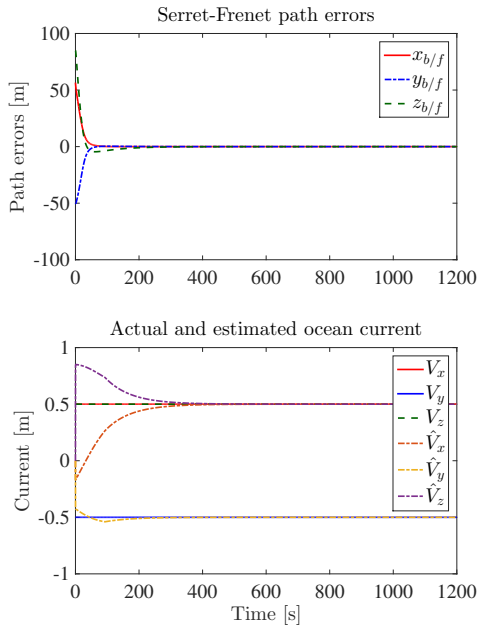 Serret-Frenet path errors
Path errors [m]
100
50
0
-50
-100
x_{b/f}
y_{b/f}
z_{b/f}
0 200 400 600 800 1000 1200
Actual and estimated ocean current
Current [m]
1
0.5
0
-0.5
-1
V_x
V_y
V_z
V̂_x
V̂_y
V̂_z
0 200 400 600 800 1000 1200
Time [s]